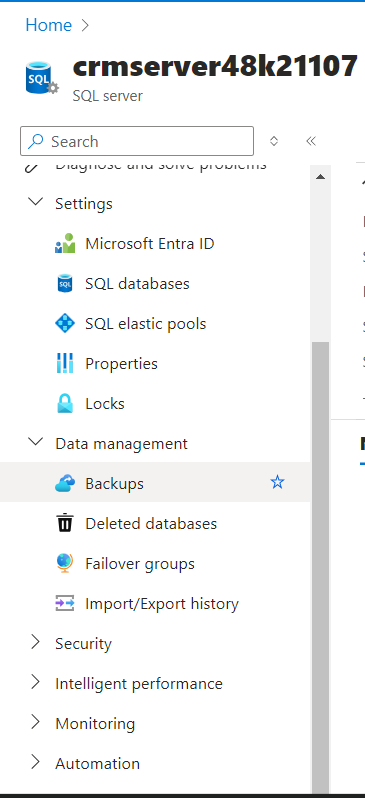 Home
crmserver48k21107
SQL
SQL server
Search
Diagnose and solve problems
Settings
Microsoft Entra ID
SQL databases
SQL elastic pools
Properties
Locks
Data management
Backups
Deleted databases
Failover groups
Import/Export history
Security
Intelligent performance
Monitoring
Automation